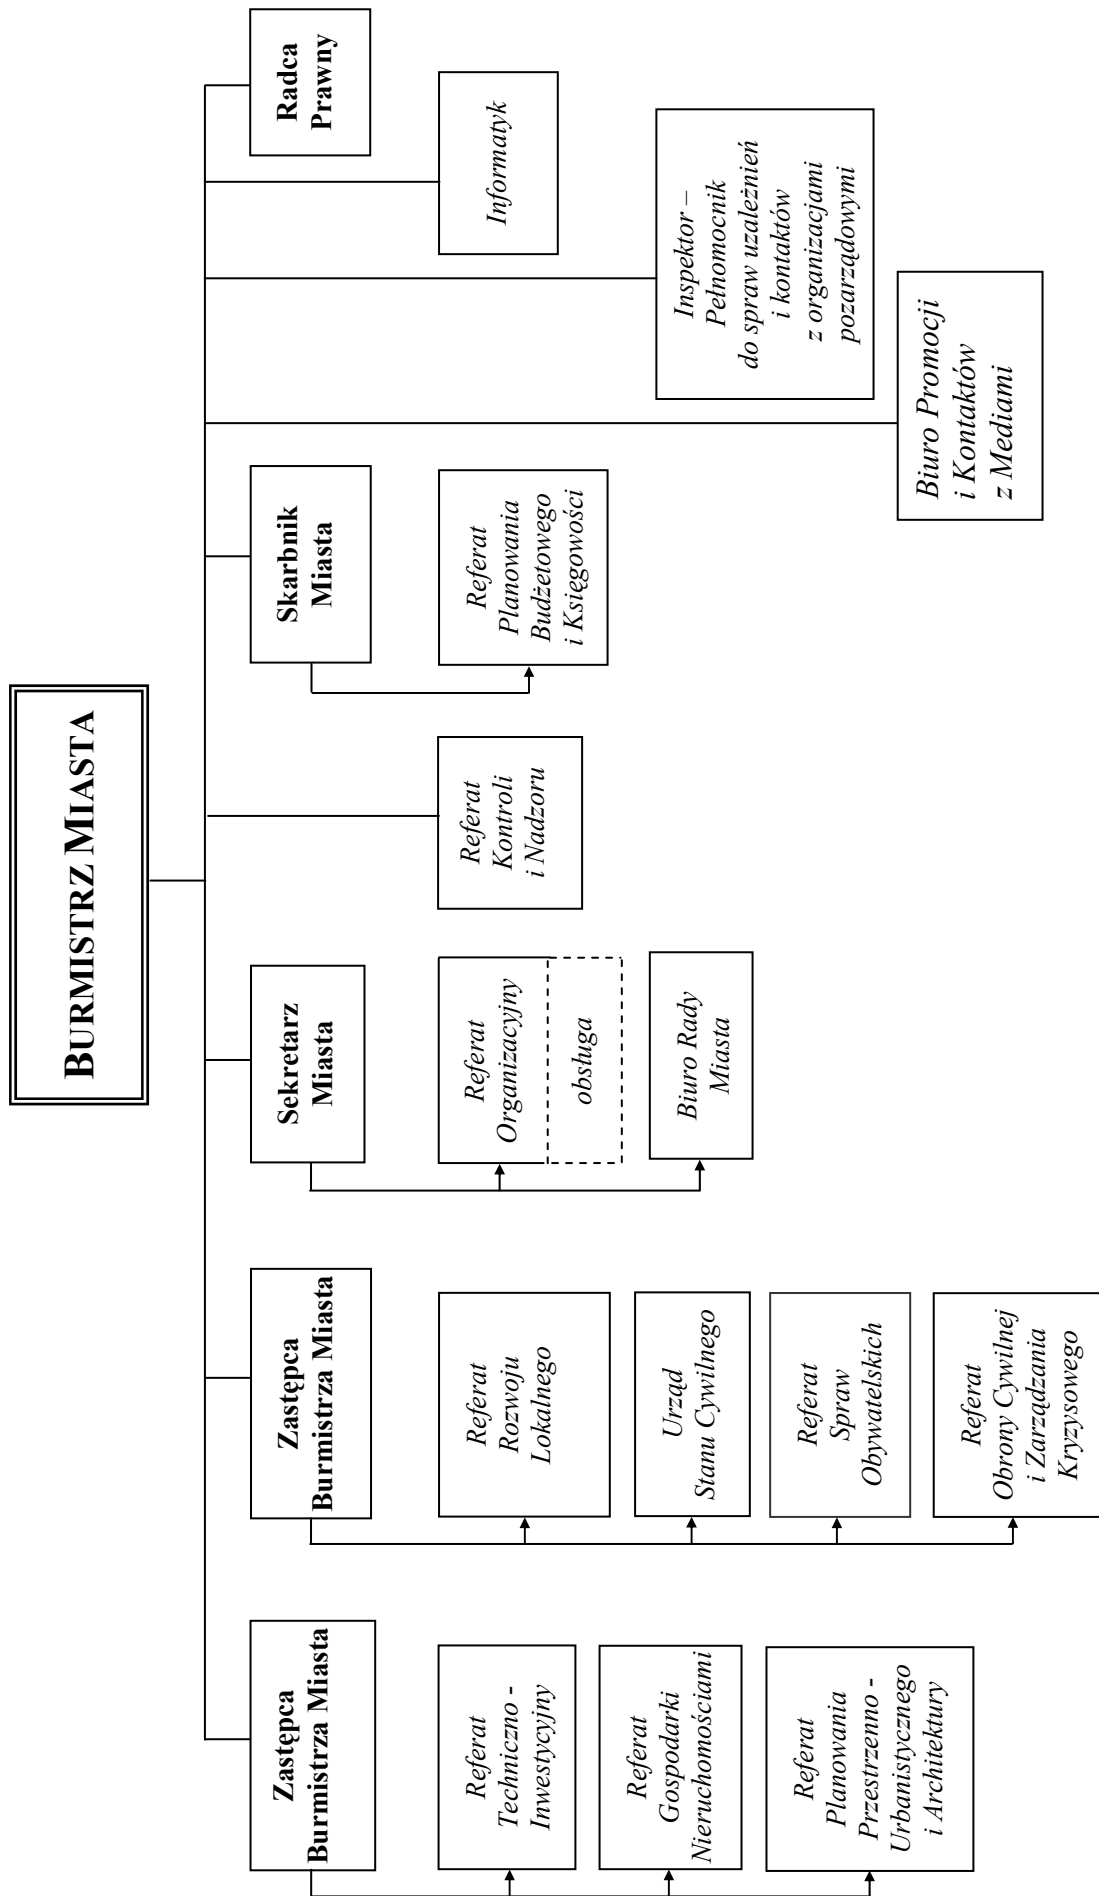 BURMISTRZ MIASTA
Zastępca
Burmistrza Miasta
Referat
Techniczno -
Inwestycyjny
Referat
Gospodarki
Nieruchomościami
Referat
Planowania
Przestrzenno -
Urbanistycznego
i Architektury
Zastępca
Burmistrza Miasta
Referat
Rozwoju
Lokalnego
Urząd
Stanu Cywilnego
Referat
Spraw
Obywatelskich
Referat
Obrony Cywilnej
i Zarządzania
Kryzysowego
Sekretarz
Miasta
Referat
Organizacyjny
obsługa
Biuro Rady
Miasta
Referat
Kontroli
i Nadzoru
Skarbnik
Miasta
Referat
Planowania
Budżetowego
i Księgowości
Biuro Promocji
i Kontaktów
z Mediami
Inspektor –
Pełnomocnik
do spraw uzależnień
i kontaktów
z organizacjami
pozarządowymi
Informatyk
Radca
Prawny